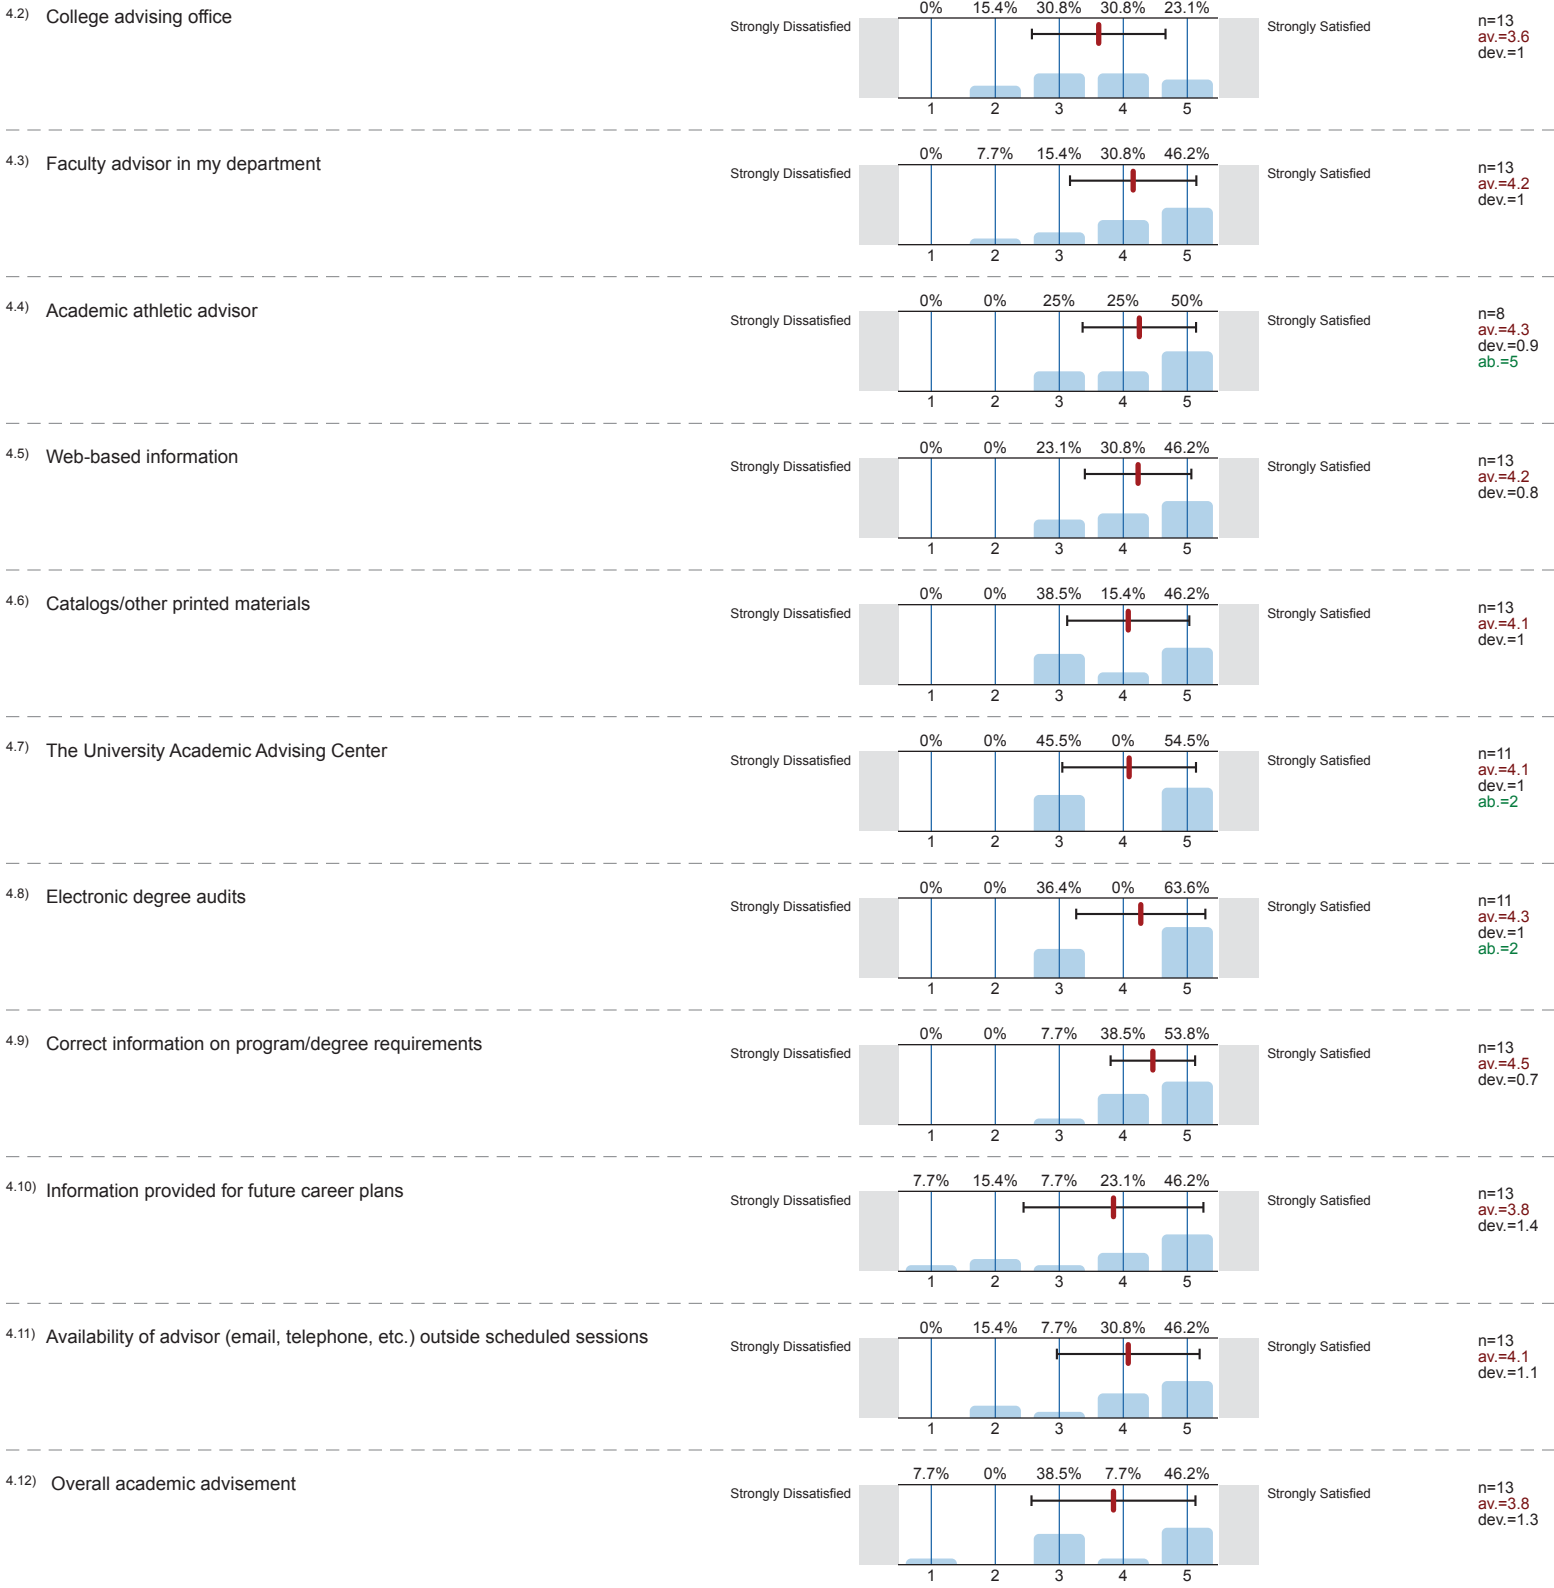 4.2) College advising office
Strongly Dissatisfied
0% 15.4% 30.8% 30.8% 23.1%
1 2 3 4 5
Strongly Satisfied
n=13
av.=3.6
dev.=1
4.3) Faculty advisor in my department
Strongly Dissatisfied
0% 7.7% 15.4% 30.8% 46.2%
1 2 3 4 5
Strongly Satisfied
n=13
av.=4.2
dev.=1
4.4) Academic athletic advisor
Strongly Dissatisfied
0% 0% 25% 25% 50%
1 2 3 4 5
Strongly Satisfied
n=8
av.=4.3
dev.=0.9
ab.=5
4.5) Web-based information
Strongly Dissatisfied
0% 0% 23.1% 30.8% 46.2%
1 2 3 4 5
Strongly Satisfied
n=13
av.=4.2
dev.=0.8
4.6) Catalogs/other printed materials
Strongly Dissatisfied
0% 0% 38.5% 15.4% 46.2%
1 2 3 4 5
Strongly Satisfied
n=13
av.=4.1
dev.=1
4.7) The University Academic Advising Center
Strongly Dissatisfied
0% 0% 45.5% 0% 54.5%
1 2 3 4 5
Strongly Satisfied
n=11
av.=4.1
dev.=1
ab.=2
4.8) Electronic degree audits
Strongly Dissatisfied
0% 0% 36.4% 0% 63.6%
1 2 3 4 5
Strongly Satisfied
n=11
av.=4.3
dev.=1
ab.=2
4.9) Correct information on program/degree requirements
Strongly Dissatisfied
0% 0% 7.7% 38.5% 53.8%
1 2 3 4 5
Strongly Satisfied
n=13
av.=4.5
dev.=0.7
4.10) Information provided for future career plans
Strongly Dissatisfied
7.7% 15.4% 7.7% 23.1% 46.2%
1 2 3 4 5
Strongly Satisfied
n=13
av.=3.8
dev.=1.4
4.11) Availability of advisor (email, telephone, etc.) outside scheduled sessions
Strongly Dissatisfied
0% 15.4% 7.7% 30.8% 46.2%
1 2 3 4 5
Strongly Satisfied
n=13
av.=4.1
dev.=1.1
4.12) Overall academic advisement
Strongly Dissatisfied
7.7% 0% 38.5% 7.7% 46.2%
1 2 3 4 5
Strongly Satisfied
n=13
av.=3.8
dev.=1.3